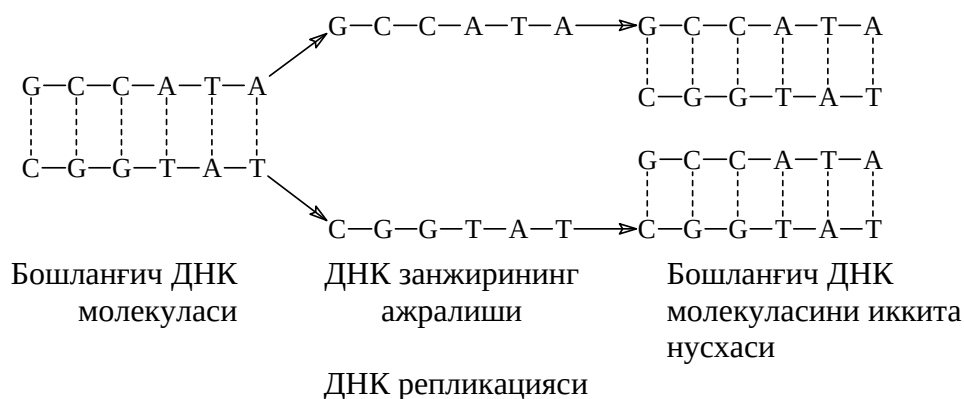 G—C—C—A—T—A
G—C—C—A—T—A
G—C—C—A—T—A
C—G—G—T—A—T
C—G—G—T—A—T
G—C—C—A—T—A
C—G—G—T—A—T
C—G—G—T—A—T
Бошланғич ДНК
молекуласи
ДНК занжирининг
ажралиши
Бошланғич ДНК
молекуласини иккита
нусхаси
ДНК репликацияси